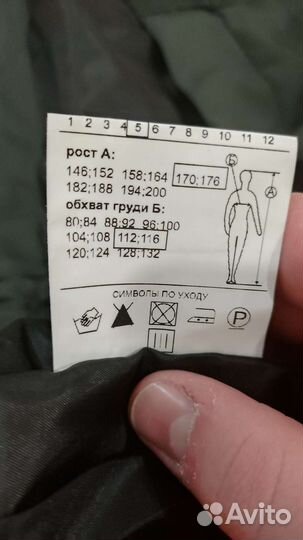 1 2 3 4 5 6 7 8 9 10 11 12
рост А:
146;152 158;164 170;176
182;188 194;200
обхват груди Б:
80;84 88;92 96;100
104;108 112;116
120;124 128;132
Б
А
СИМВОЛЫ ПО УХОДУ
P
Avito